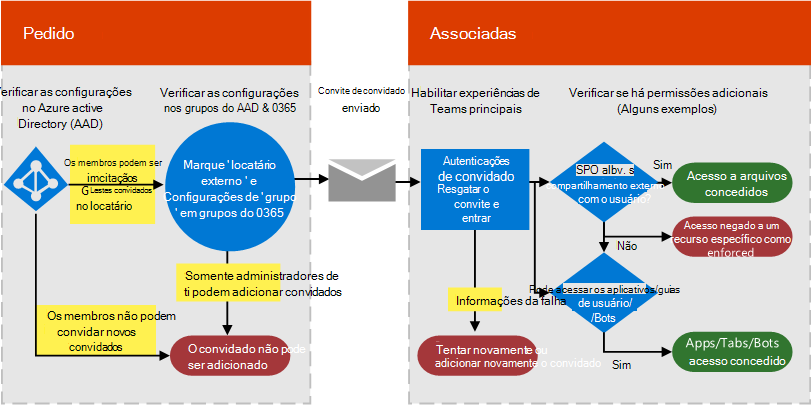 Pedido
Associadas
Verificar as configurações
no Azure active
Directory (AAD)
Verificar as configurações
nos grupos do AAD & 0365
Convite de convidado
enviado
Habilitar experiências de
Teams principais
Verificar se há permissões adicionais
(Alguns exemplos)
Os membros podem ser
imcitações
G Lestes convidados
no locatário
Marque ' locatário
externo ' e
Configurações de ' grupo
' em grupos do 0365
Autenticações
de convidado
Resgatar o
convite e
entrar
SPO albv. s
compartilhamento externo
com o usuário?
Sim
Acesso a arquivos
concedidos
Acesso negado a um
recurso específico como
enforced
Não
Somente administradores de
ti podem adicionar convidados
Pode acessar os aplicativos/guias
de usuário/
/Bots
Informações da falha
Os membros não podem
convidar novos
convidados
O convidado não pode
ser adicionado
Tentar novamente ou
adicionar novamente o convidado
Sim
Apps/Tabs/Bots
acesso concedido